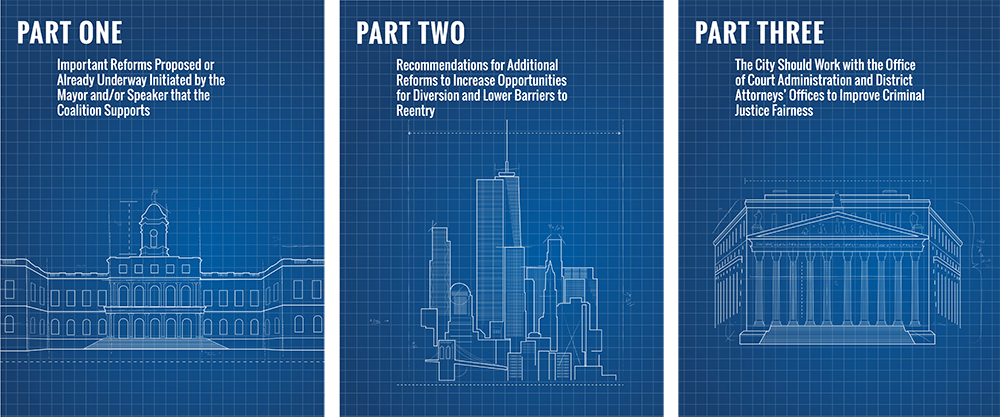 PART ONE
Important Reforms Proposed or
Already Underway Initiated by the
Mayor and/or Speaker that the
Coalition Supports
PART TWO
Recommendations for Additional
Reforms to Increase Opportunities
for Diversion and Lower Barriers to
Reentry
PART THREE
The City Should Work with the Office
of Court Administration and District
Attorneys' Offices to Improve Criminal
Justice Fairness